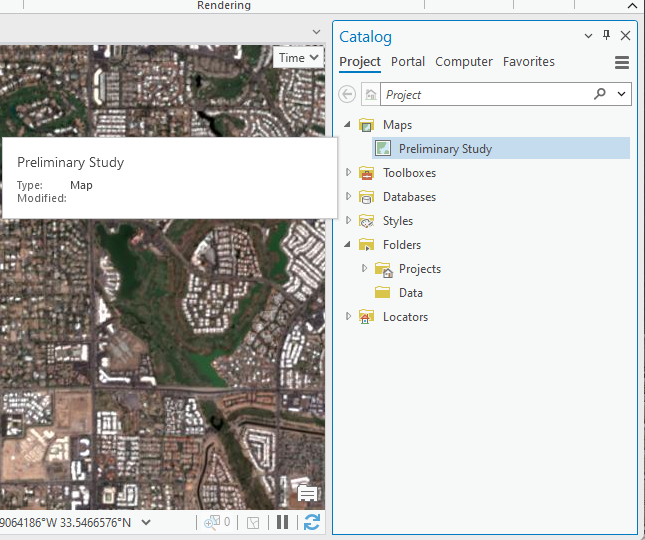 Rendering
Time
Preliminary Study
Type: Map
Modified:
9064186°W 33.5466576°N
0
Catalog
Project Portal Computer Favorites
Project
Maps
Preliminary Study
Toolboxes
Databases
Styles
Folders
Projects
Data
Locators